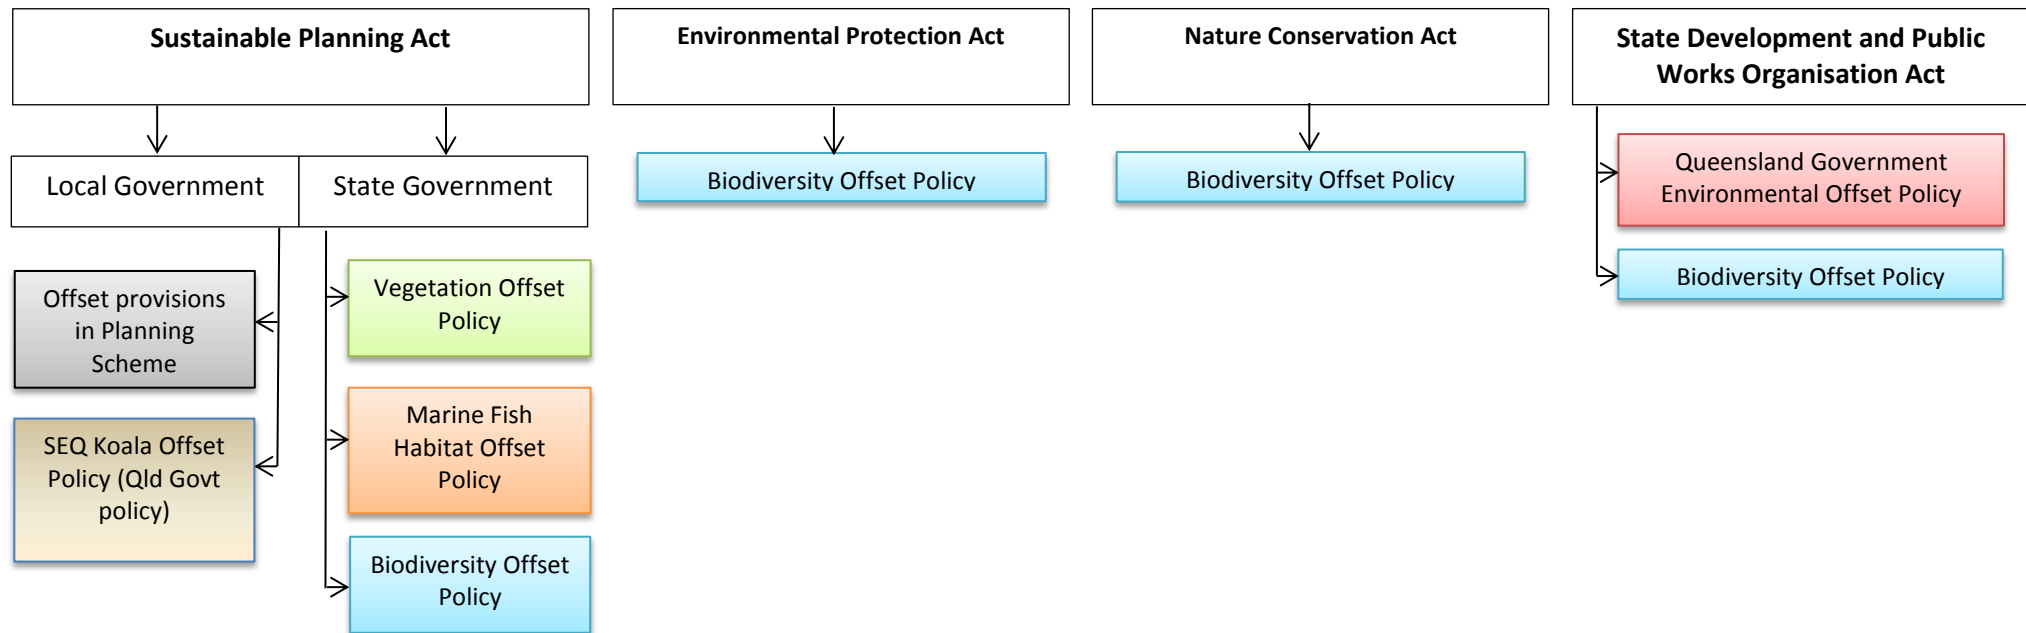 Sustainable Planning Act
Local Government
State Government
Offset provisions
in Planning
Scheme
SEQ Koala Offset
Policy (Qld Govt
policy)
Vegetation Offset
Policy
Marine Fish
Habitat Offset
Policy
Biodiversity Offset
Policy
Environmental Protection Act
Biodiversity Offset Policy
Nature Conservation Act
Biodiversity Offset Policy
State Development and Public
Works Organisation Act
Queensland Government
Environmental Offset Policy
Biodiversity Offset Policy